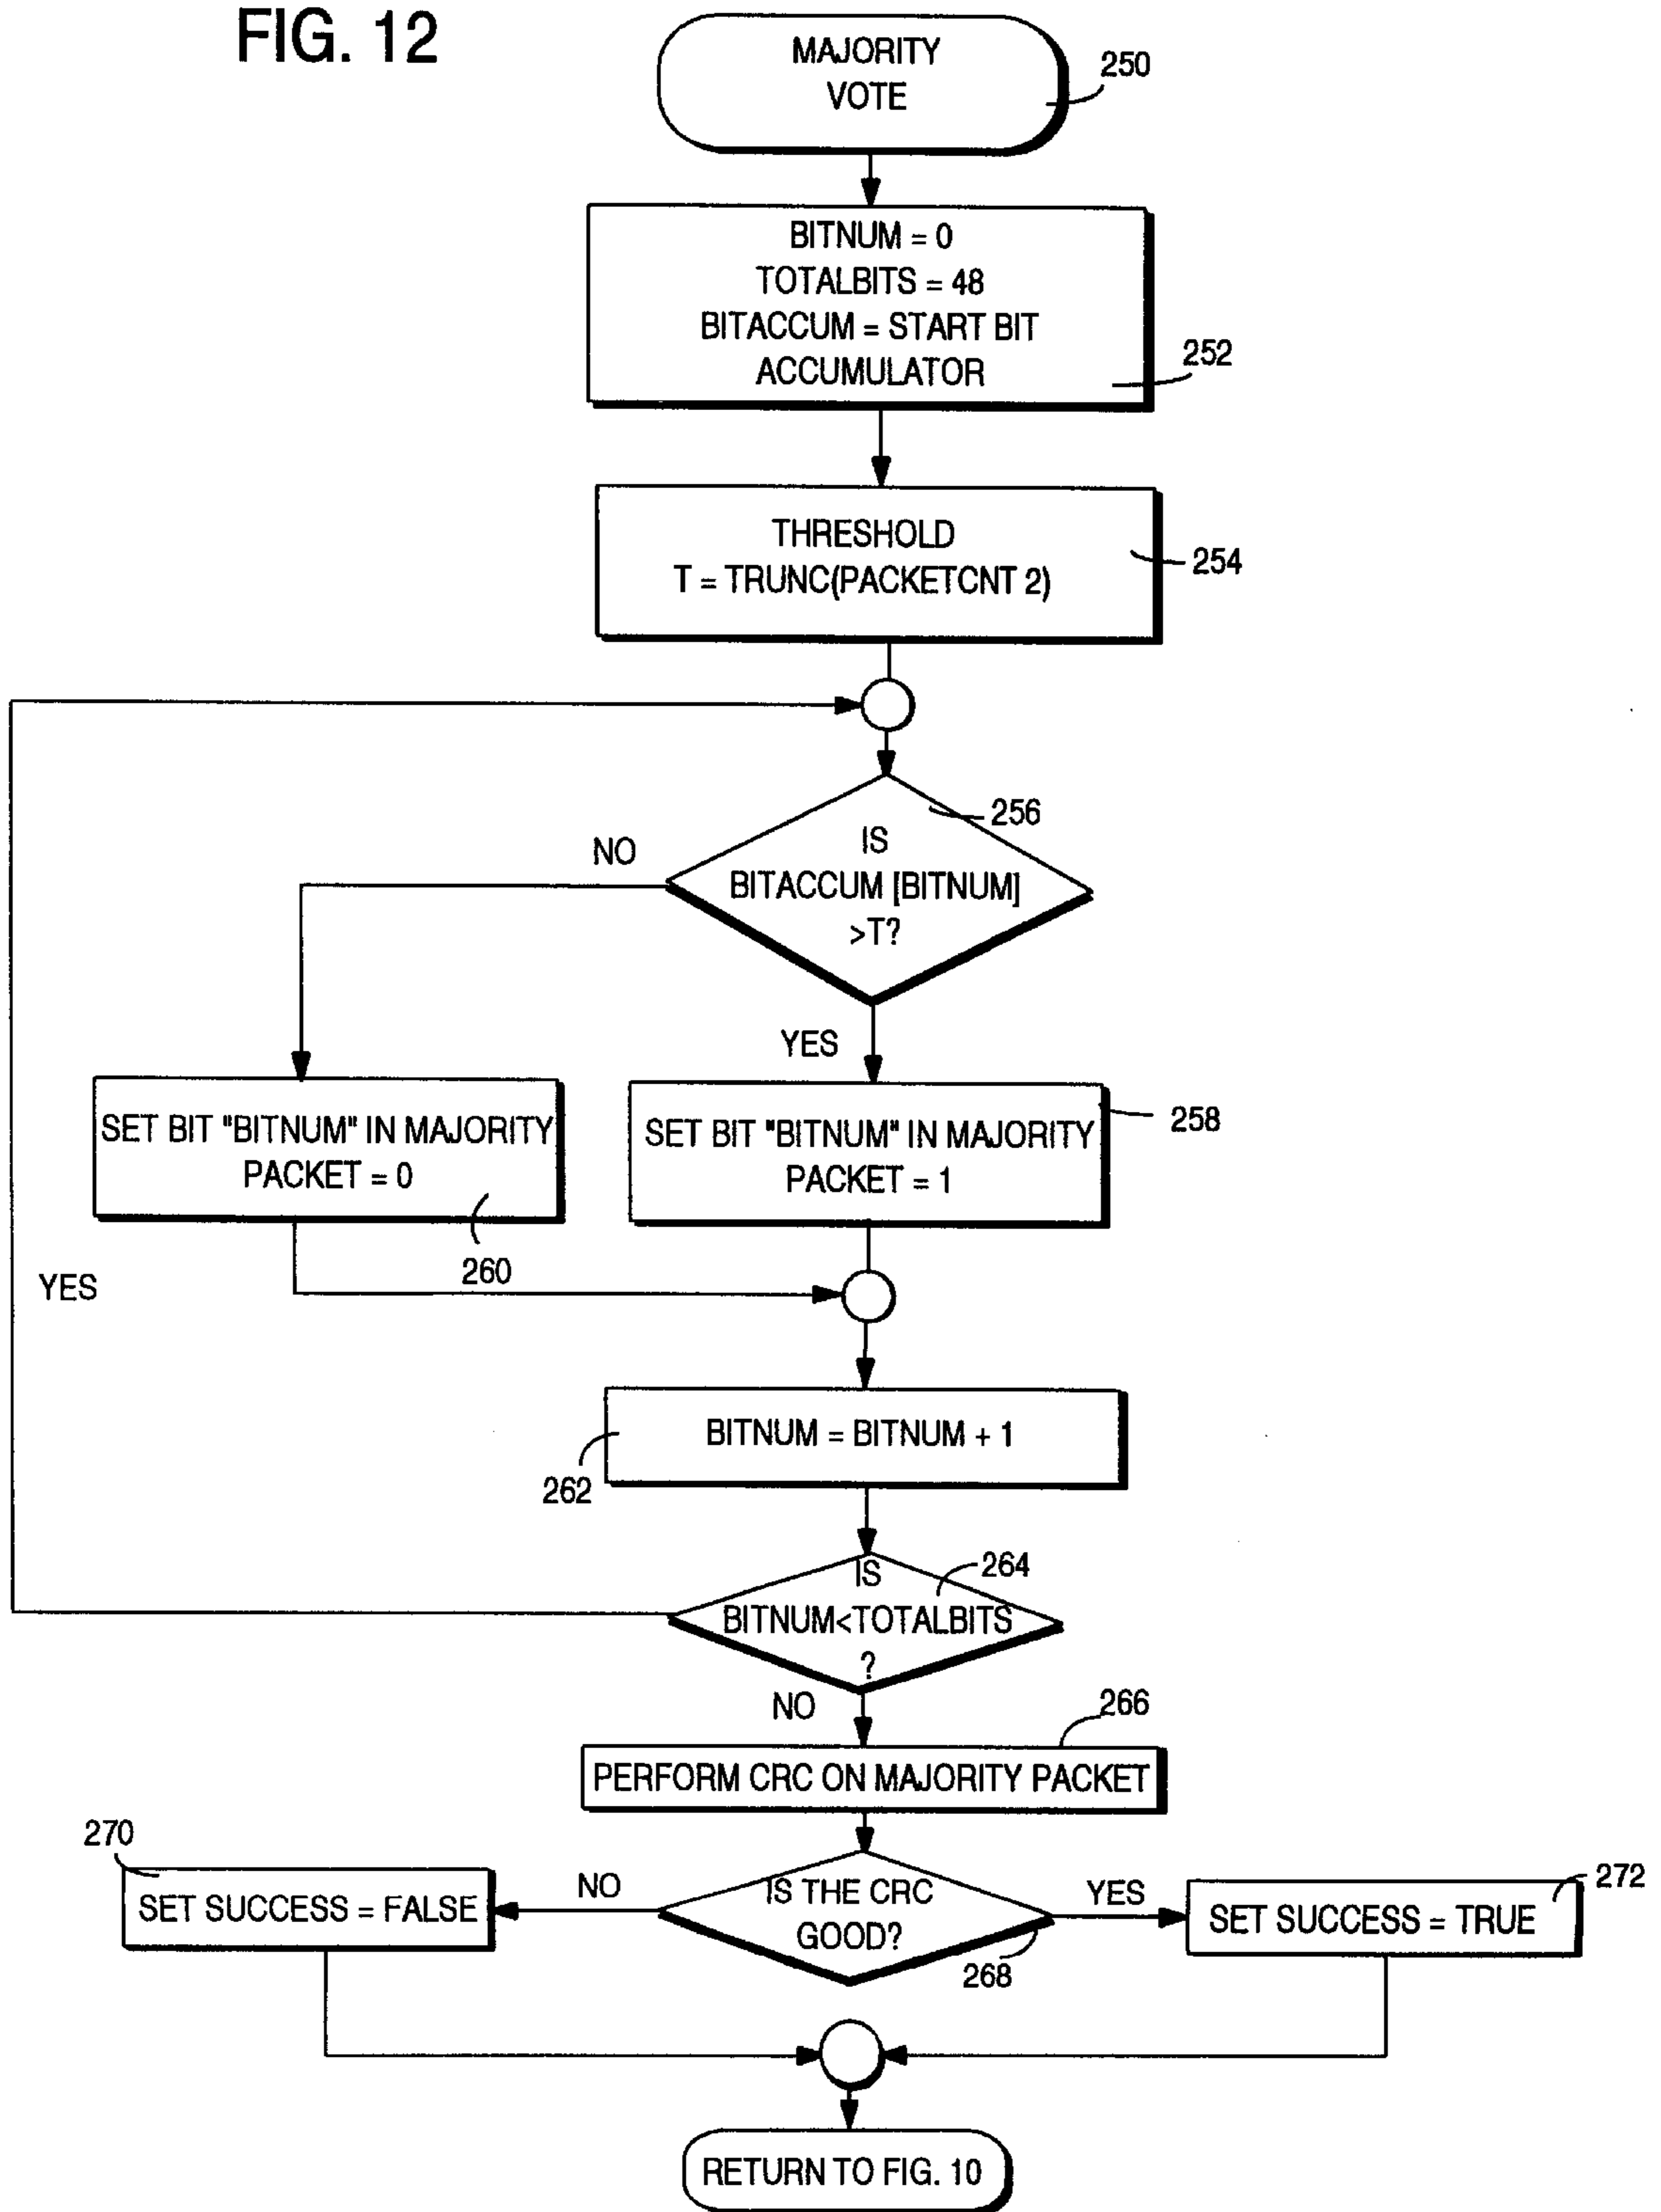 FIG. 12
MAJORITY
VOTE
250
BITNUM = 0
TOTALBITS = 48
BITACCUM = START BIT
ACCUMULATOR
252
THRESHOLD
T = TRUNC(PACKETCNT 2)
254
256
IS
BITACCUM [BITNUM]
>T?
NO
YES
SET BIT "BITNUM" IN MAJORITY
PACKET = 0
260
SET BIT "BITNUM" IN MAJORITY
PACKET = 1
258
YES
BITNUM = BITNUM + 1
262
IS
BITNUM<TOTALBITS
?
264
NO
266
PERFORM CRC ON MAJORITY PACKET
270
SET SUCCESS = FALSE
NO
IS THE CRC
GOOD?
268
YES
SET SUCCESS = TRUE
272
RETURN TO FIG. 10